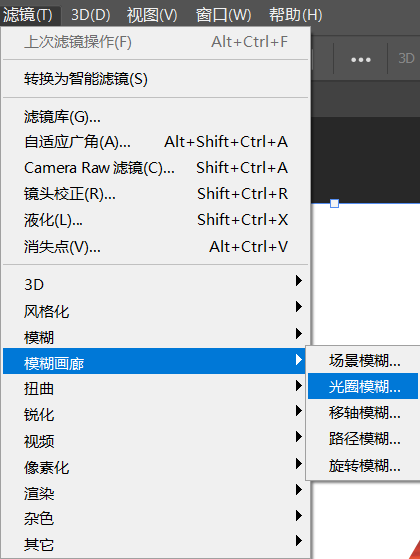 滤镜(T) 3D(D) 视图(V) 窗口(W) 帮助(H)
上次滤镜操作(F) Alt+Ctrl+F
3D
转换为智能滤镜(S)
滤镜库(G)...
自适应广角(A)... Alt+Shift+Ctrl+A
Camera Raw 滤镜(C)... Shift+Ctrl+A
镜头校正(R)... Shift+Ctrl+R
液化(L)... Shift+Ctrl+X
消失点(V)... Alt+Ctrl+V
3D
风格化
模糊
模糊画廊
扭曲
锐化
视频
像素化
渲染
杂色
其它
场景模糊...
光圈模糊...
移轴模糊...
路径模糊...
旋转模糊...